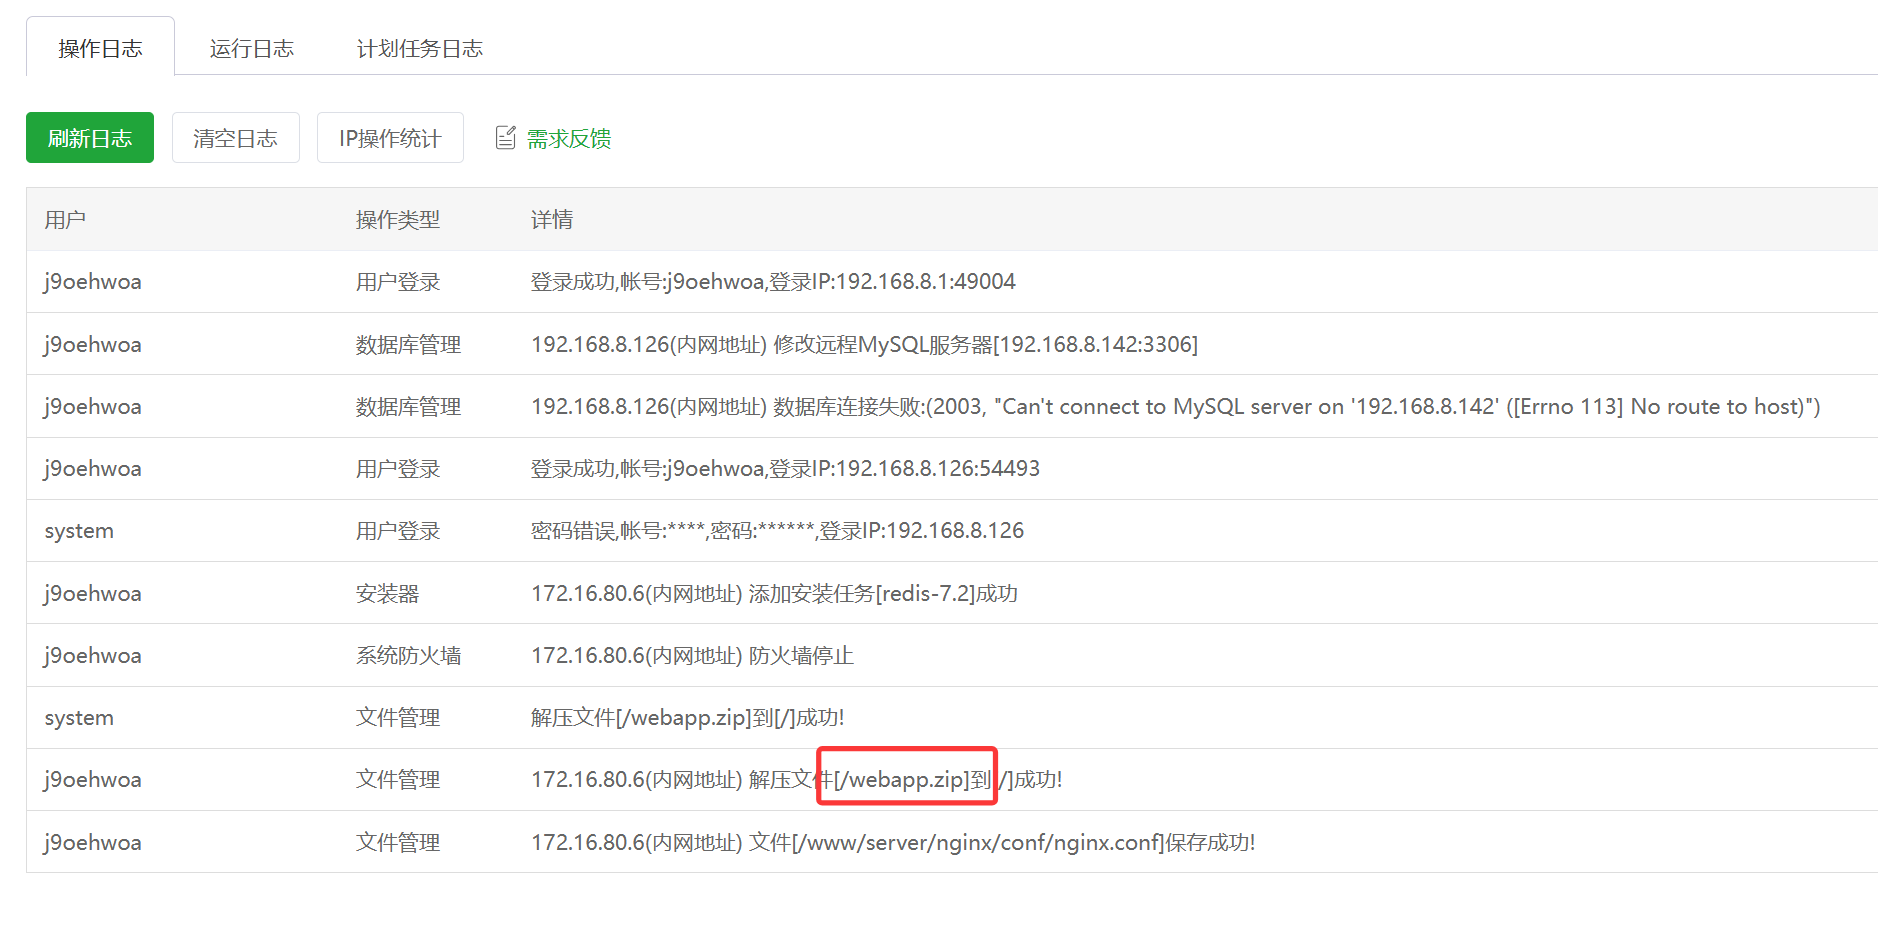 操作日志 运行日志 计划任务日志
刷新日志 清空日志 IP操作统计 需求反馈
用户 操作类型 详情
j9oehwoa 用户登录 登录成功,帐号:j9oehwoa,登录IP:192.168.8.1:49004
j9oehwoa 数据库管理 192.168.8.126(内网地址) 修改远程MySQL服务器[192.168.8.142:3306]
j9oehwoa 数据库管理 192.168.8.126(内网地址) 数据库连接失败:(2003, "Can't connect to MySQL server on '192.168.8.142' ([Errno 113] No route to host)")
j9oehwoa 用户登录 登录成功,帐号:j9oehwoa,登录IP:192.168.8.126:54493
system 用户登录 密码错误,帐号:****,密码:******,登录IP:192.168.8.126
j9oehwoa 安装器 172.16.80.6(内网地址) 添加安装任务[redis-7.2]成功
j9oehwoa 系统防火墙 172.16.80.6(内网地址) 防火墙停止
system 文件管理 解压文件[/webapp.zip]到[/]成功!
j9oehwoa 文件管理 172.16.80.6(内网地址) 解压文件[/webapp.zip]到[/]成功!
j9oehwoa 文件管理 172.16.80.6(内网地址) 文件[/www/server/nginx/conf/nginx.conf]保存成功!